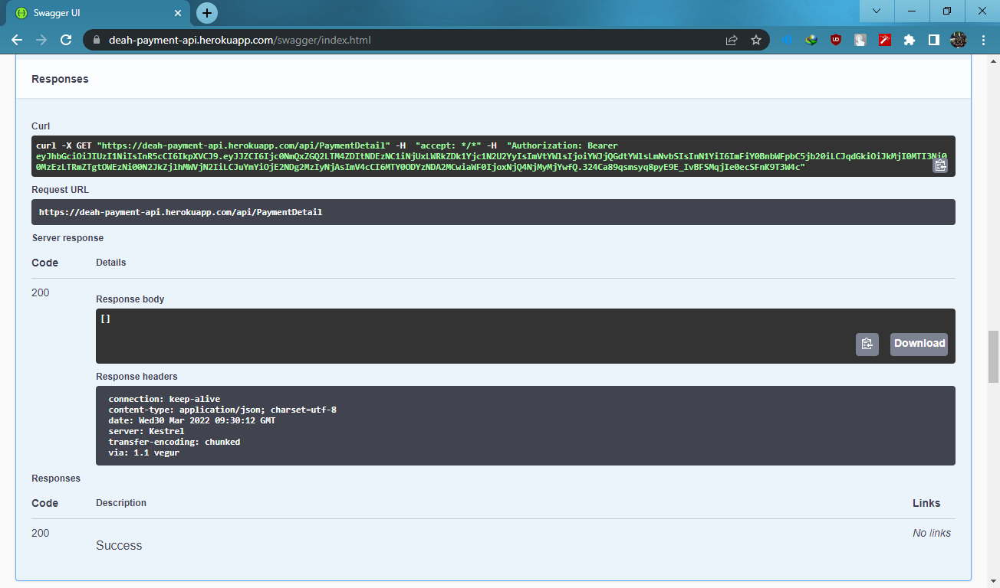 Swagger UI
deah-payment-api.herokuapp.com/swagger/index.html
Responses
Curl
curl -X GET "https://deah-payment-api.herokuapp.com/api/PaymentDetail" -H  "accept: */*" -H  "Authorization: Bearer
eyJhbGciOiJIUzI1NiIsInR5cCI6IkpXVCJ9.eyJJZCI6Ijc0NmQxZGQ2LTM4ZDItNDEzNC1iNjUxLWRkZDk1Yjc1N2U2YyIsImVtYWlsIjoiYWJjQGdtYWlsLmNvbSIsInN1YiI6ImFiY0BnbWFpbC5jb20iLCJqdGkiOiJkMjI0MTI3Ni0
0MzEzLTRmZTgtOWEzNi00N2JkZjlhMWVjN2IiLCJuYmYiOjE2NDg2MzIyNjAsImV4cCI6MTY0ODYzNDA2MCwiaWF0IjoxNjQ4NjMyMjYwfQ.324Ca89qsmsyq8pyE9E_IvBFSMqjIe0ecSFnK9T3W4c"
Request URL
https://deah-payment-api.herokuapp.com/api/PaymentDetail
Server response
Code Details
200
Response body
[]
Download
Response headers
connection: keep-alive
content-type: application/json; charset=utf-8
date: Wed30 Mar 2022 09:30:12 GMT
server: Kestrel
transfer-encoding: chunked
via: 1.1 vegur
Responses
Code Description Links
200 No links
Success